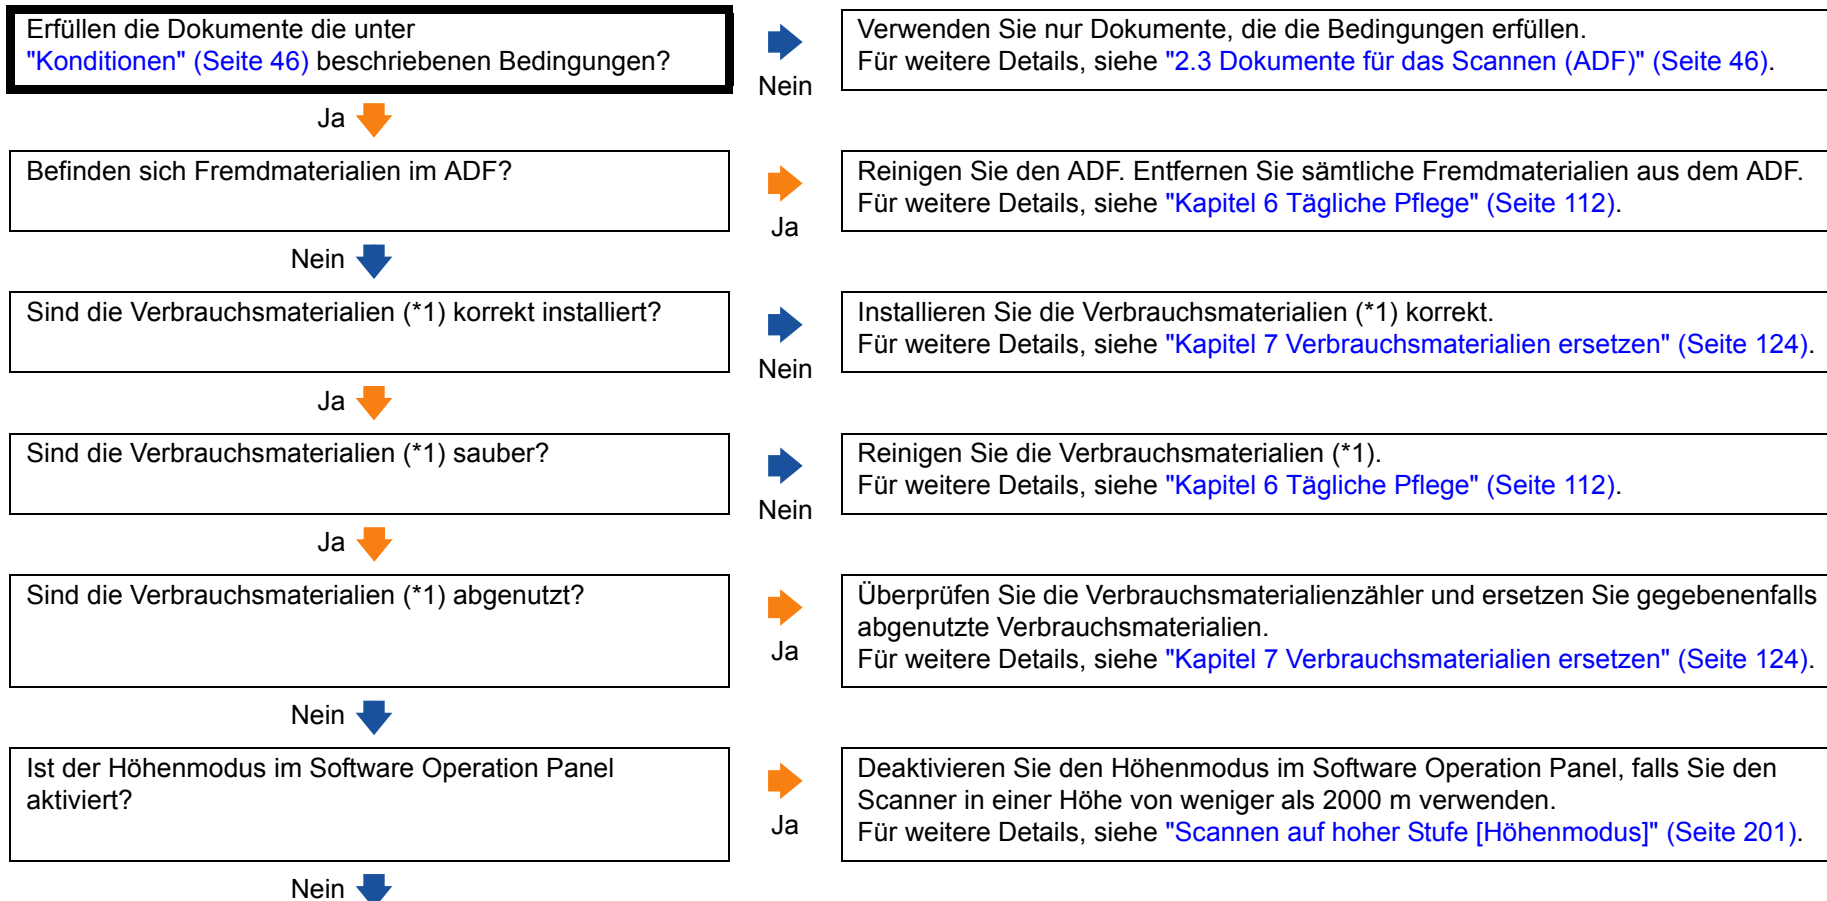 Erfüllen die Dokumente die unter
"Konditionen" (Seite 46) beschriebenen Bedingungen?
Nein
Verwenden Sie nur Dokumente, die die Bedingungen erfüllen.
Für weitere Details, siehe "2.3 Dokumente für das Scannen (ADF)" (Seite 46).
Ja
Befinden sich Fremdmaterialien im ADF?
Ja
Reinigen Sie den ADF. Entfernen Sie sämtliche Fremdmaterialien aus dem ADF.
Für weitere Details, siehe "Kapitel 6 Tägliche Pflege" (Seite 112).
Nein
Sind die Verbrauchsmaterialien (*1) korrekt installiert?
Nein
Installieren Sie die Verbrauchsmaterialien (*1) korrekt.
Für weitere Details, siehe "Kapitel 7 Verbrauchsmaterialien ersetzen" (Seite 124).
Ja
Sind die Verbrauchsmaterialien (*1) sauber?
Nein
Reinigen Sie die Verbrauchsmaterialien (*1).
Für weitere Details, siehe "Kapitel 6 Tägliche Pflege" (Seite 112).
Ja
Sind die Verbrauchsmaterialien (*1) abgenutzt?
Ja
Überprüfen Sie die Verbrauchsmaterialienzähler und ersetzen Sie gegebenenfalls
abgenutzte Verbrauchsmaterialien.
Für weitere Details, siehe "Kapitel 7 Verbrauchsmaterialien ersetzen" (Seite 124).
Nein
Ist der Höhenmodus im Software Operation Panel
aktiviert?
Ja
Deaktivieren Sie den Höhenmodus im Software Operation Panel, falls Sie den
Scanner in einer Höhe von weniger als 2000 m verwenden.
Für weitere Details, siehe "Scannen auf hoher Stufe [Höhenmodus]" (Seite 201).
Nein